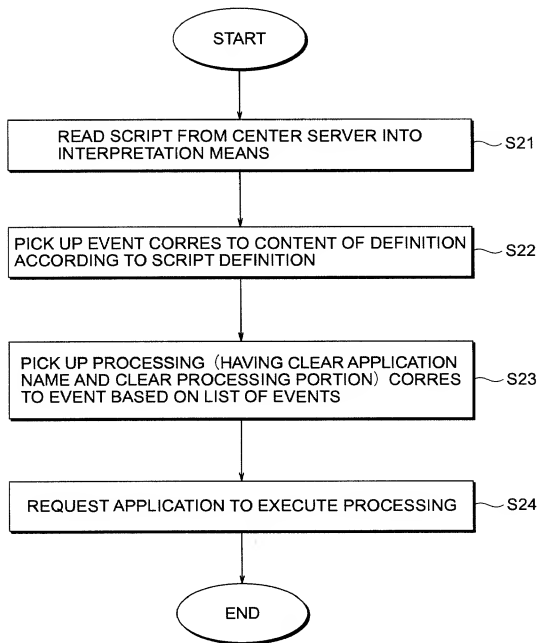 START
READ SCRIPT FROM CENTER SERVER INTO
INTERPRETATION MEANS
S21
PICK UP EVENT CORRES TO CONTENT OF DEFINITION
ACCORDING TO SCRIPT DEFINITION
S22
PICK UP PROCESSING (HAVING CLEAR APPLICATION
NAME AND CLEAR PROCESSING PORTION) CORRES
TO EVENT BASED ON LIST OF EVENTS
S23
REQUEST APPLICATION TO EXECUTE PROCESSING
S24
END